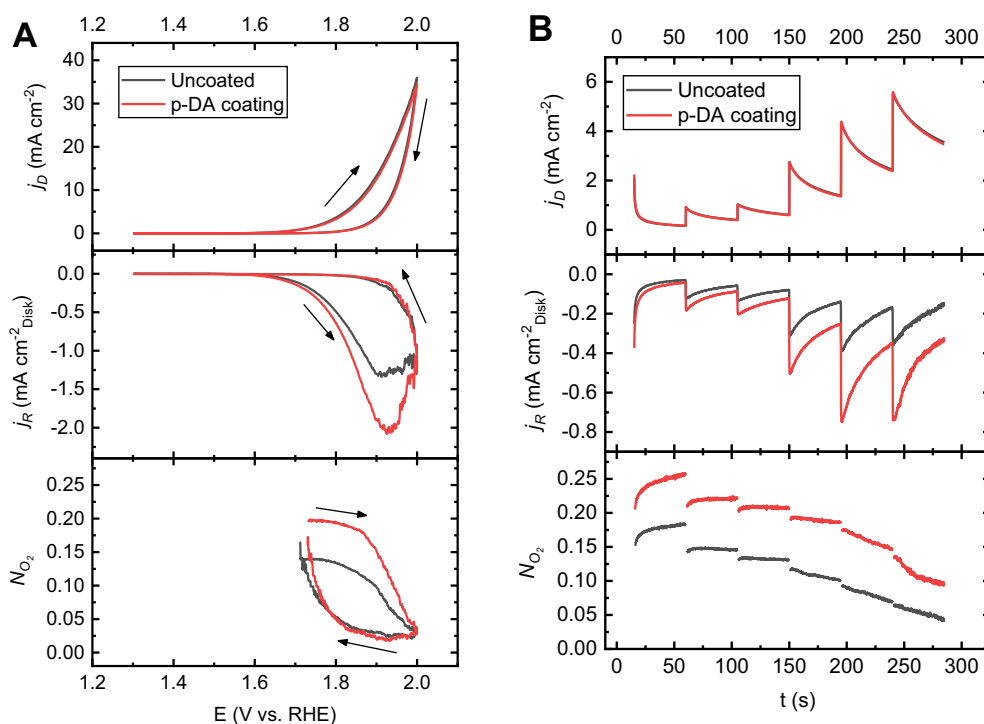 A
1.2 1.4 1.6 1.8 2.0
40
30
20
10
0
j_D (mA cm⁻²)
Uncoated
p-DA coating
0.0
-0.5
-1.0
-1.5
-2.0
j_R (mA cm⁻²_Disk)
0.25
0.20
0.15
0.10
0.05
0.00
N_O₂
1.2 1.4 1.6 1.8 2.0
E (V vs. RHE)
B
0 50 100 150 200 250 300
6
4
2
0
j_D (mA cm⁻²)
Uncoated
p-DA coating
0.0
-0.2
-0.4
-0.6
-0.8
j_R (mA cm⁻²_Disk)
0.25
0.20
0.15
0.10
0.05
0.00
N_O₂
0 50 100 150 200 250 300
t (s)